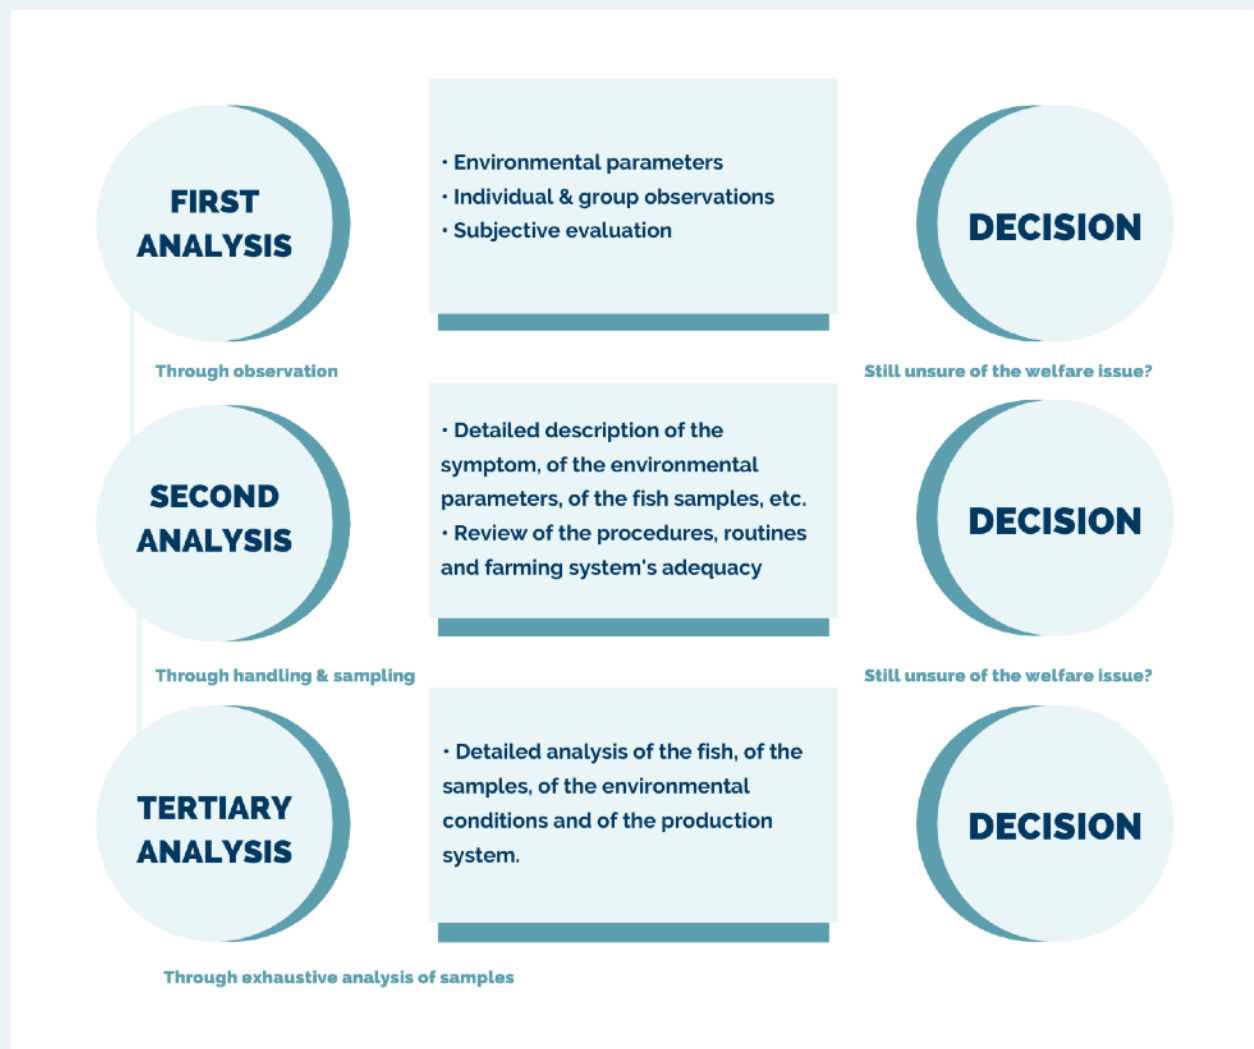 FIRST
ANALYSIS
• Environmental parameters
• Individual & group observations
• Subjective evaluation
DECISION
Through observation
Still unsure of the welfare issue?
SECOND
ANALYSIS
• Detailed description of the
symptom, of the environmental
parameters, of the fish samples, etc.
• Review of the procedures, routines
and farming system's adequacy
DECISION
Through handling & sampling
Still unsure of the welfare issue?
TERTIARY
ANALYSIS
• Detailed analysis of the fish, of the
samples, of the environmental
conditions and of the production
system.
DECISION
Through exhaustive analysis of samples